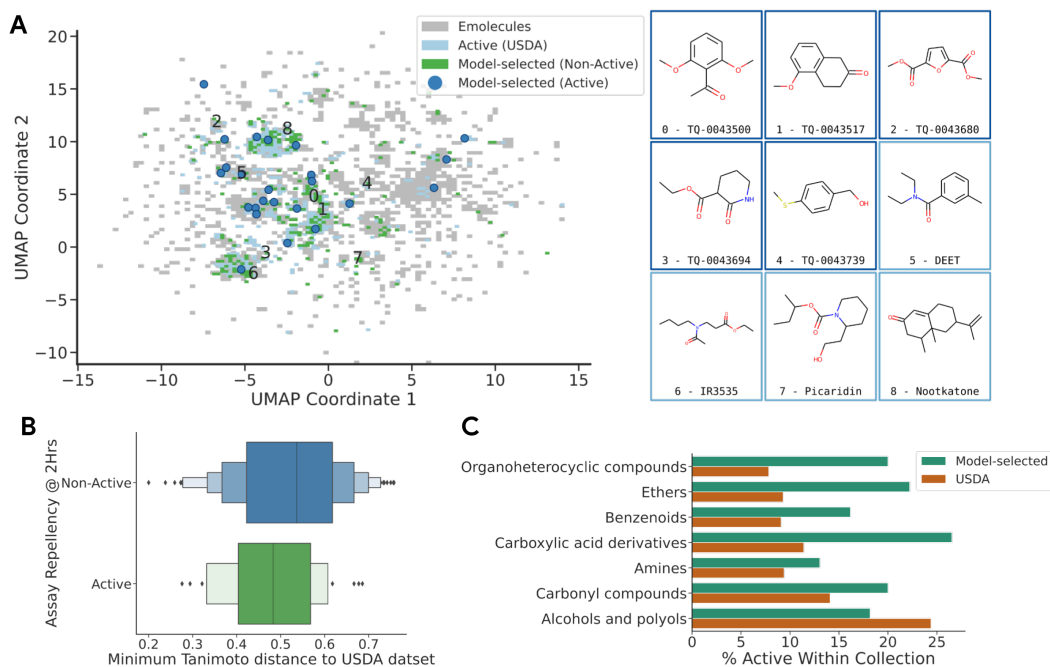 A
UMAP Coordinate 2
20
15
10
5
0
−5
−10
−15
−10
−5
0
5
10
15
UMAP Coordinate 1
Emolecules
Active (USDA)
Model-selected (Non-Active)
Model-selected (Active)
2
8
5
4
0
1
3
6
7
O
O
O
0 - TQ-0043500
O
O
1 - TQ-0043517
O
O
O
O
O
2 - TQ-0043680
O
O
O
NH
3 - TQ-0043694
S
OH
4 - TQ-0043739
N
O
5 - DEET
N
O
O
O
6 - IR3535
O
O
N
HO
7 - Picaridin
O
8 - Nootkatone
B
Assay Repellency @ 2Hrs
Non-Active
Active
0.2
0.3
0.4
0.5
0.6
0.7
Minimum Tanimoto distance to USDA datset
C
Model-selected
USDA
Organoheterocyclic compounds
Ethers
Benzenoids
Carboxylic acid derivatives
Amines
Carbonyl compounds
Alcohols and polyols
0
5
10
15
20
25
% Active Within Collection